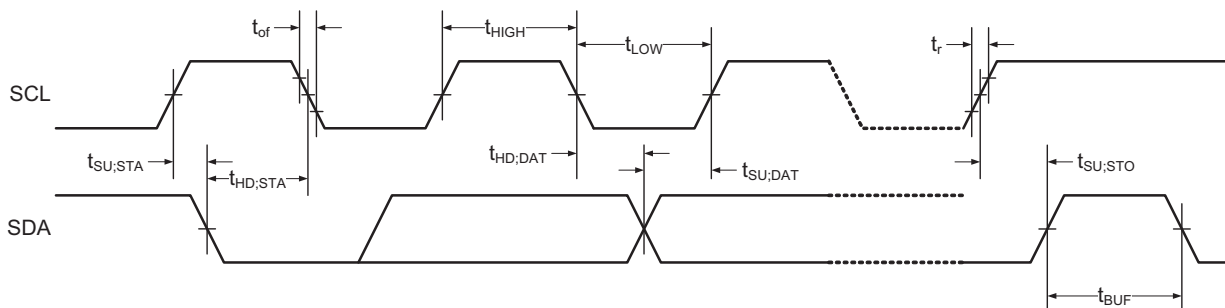 t_of
t_HIGH
t_LOW
t_r
SCL
t_SU;STA
t_HD;STA
t_HD;DAT
t_SU;DAT
t_SU;STO
SDA
t_BUF